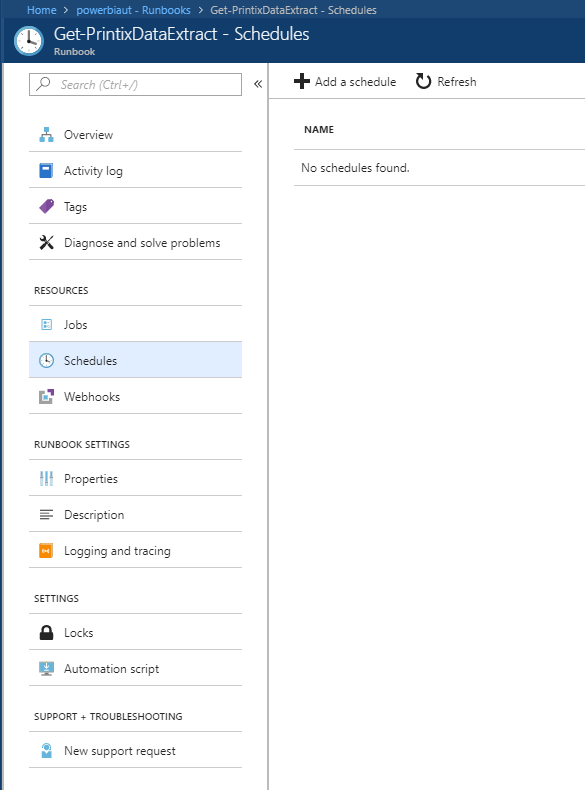 Home > powerbiaut - Runbooks > Get-PrintixDataExtract - Schedules
Get-PrintixDataExtract - Schedules
Runbook
Search (Ctrl+/)
«
Overview
Activity log
Tags
Diagnose and solve problems
RESOURCES
Jobs
Schedules
Webhooks
RUNBOOK SETTINGS
Properties
Description
Logging and tracing
SETTINGS
Locks
Automation script
SUPPORT + TROUBLESHOOTING
New support request
Add a schedule
Refresh
NAME
No schedules found.